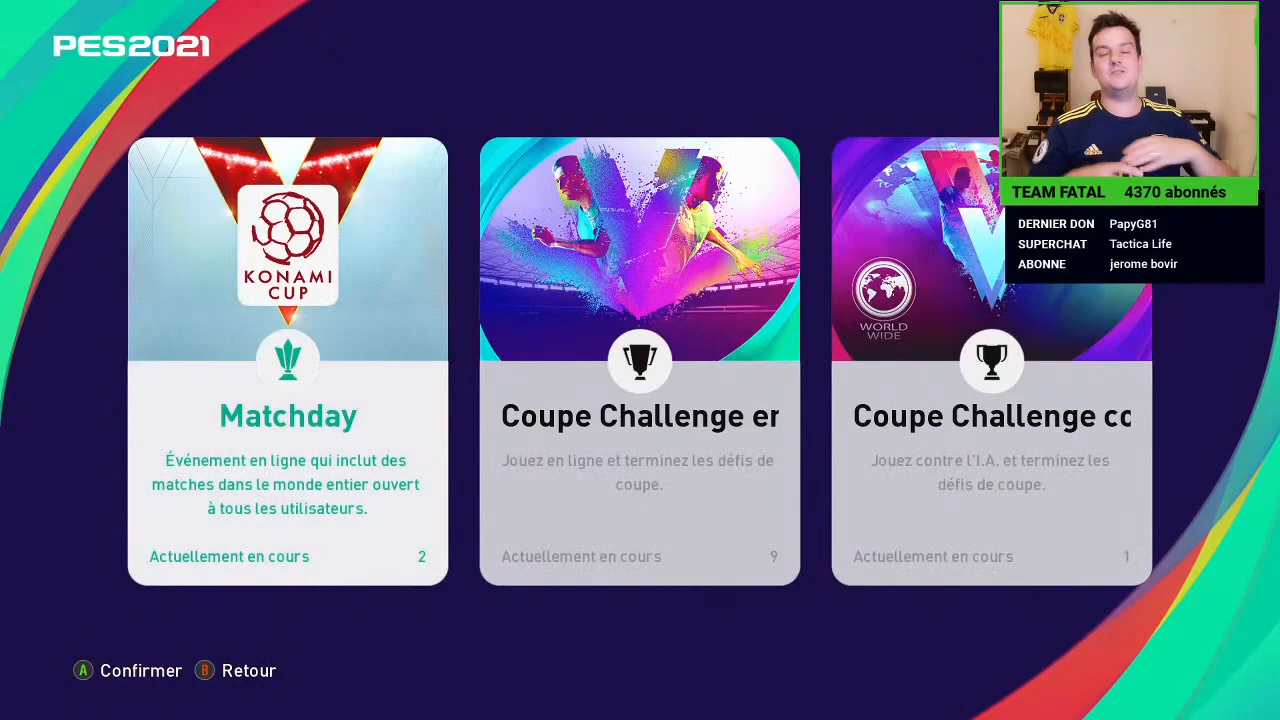 PES2021
TEAM FATAL 4370 abonnés
DERNIER DON PapyG81
SUPERCHAT Tactica Life
ABONNE jerome bovir
KONAMI
CUP
WORLD
WIDE
Matchday
Événement en ligne qui inclut des
matches dans le monde entier ouvert
à tous les utilisateurs.
Actuellement en cours 2
Coupe Challenge en
Jouez en ligne et terminez les défis de
coupe.
Actuellement en cours 9
Coupe Challenge co
Jouez contre l'I.A. et terminez les
défis de coupe.
Actuellement en cours 1
A Confirmer B Retour